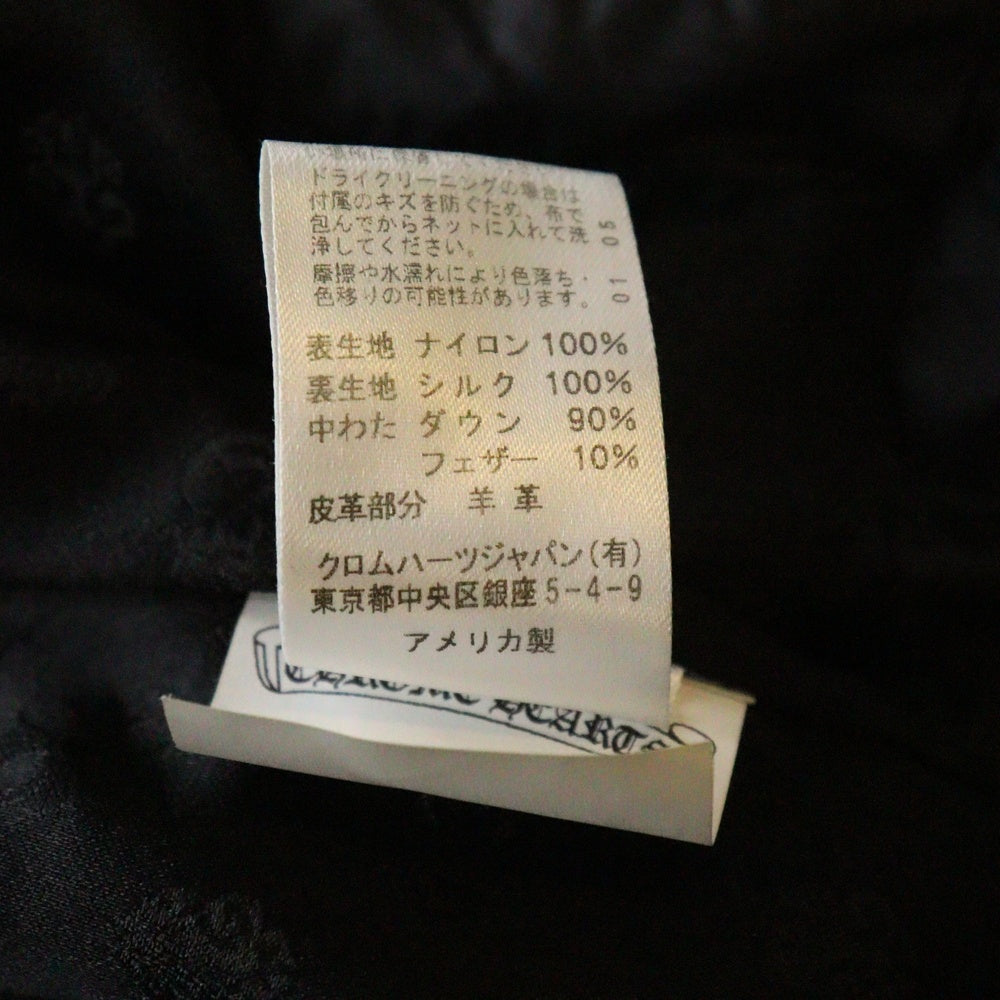 ドライクリーニングの場合は
付属のキズを防ぐため、布で
包んでからネットに入れて洗
浄してください。
摩擦や水濡れにより色落ち・
色移りの可能性があります。
01 05
表生地 ナイロン 100%
裏生地 シルク 100%
中わた ダウン 90%
フェザー 10%
皮革部分 羊革
クロムハーツジャパン(有)
東京都中央区銀座5-4-9
アメリカ製
CHROME HEARTS